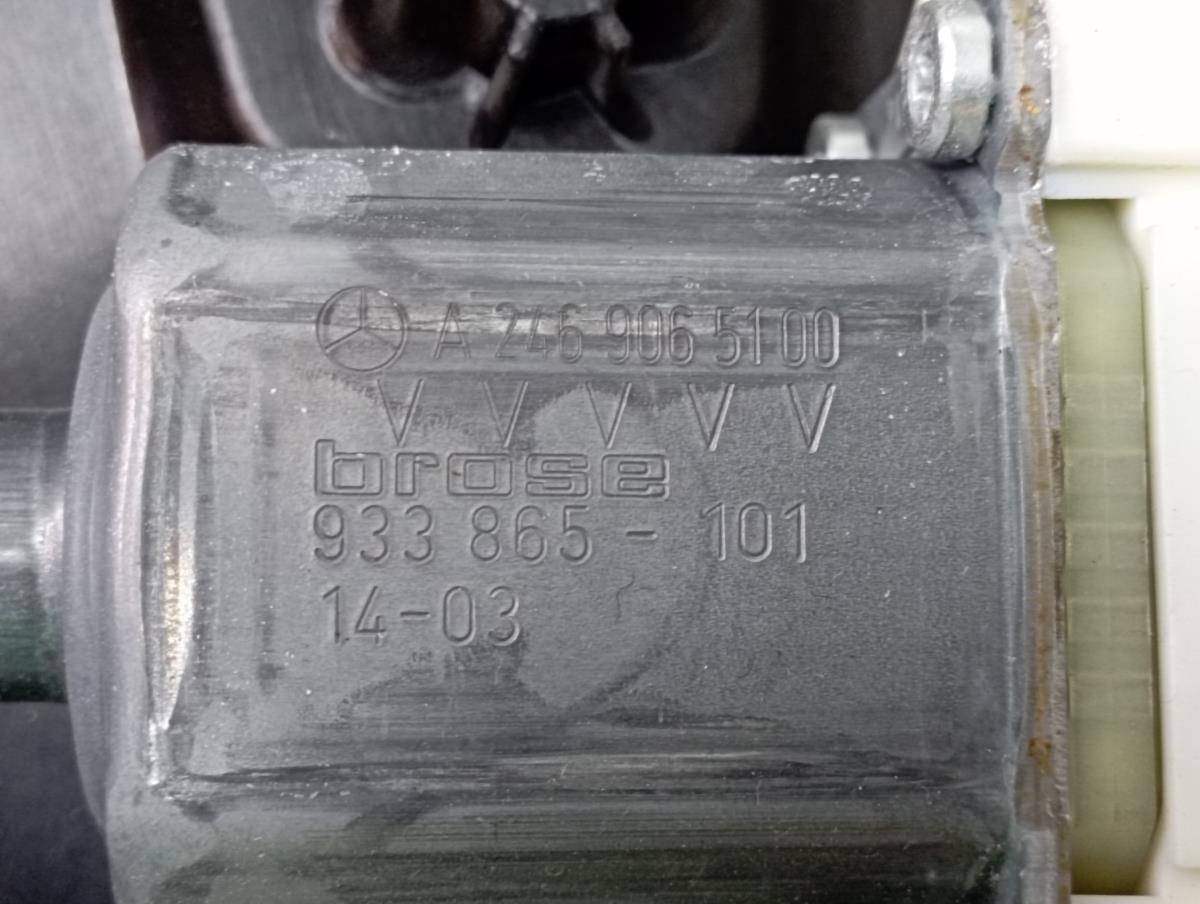 A 246 906 51 00
V V V V V
brose
933 865 - 101
14-03